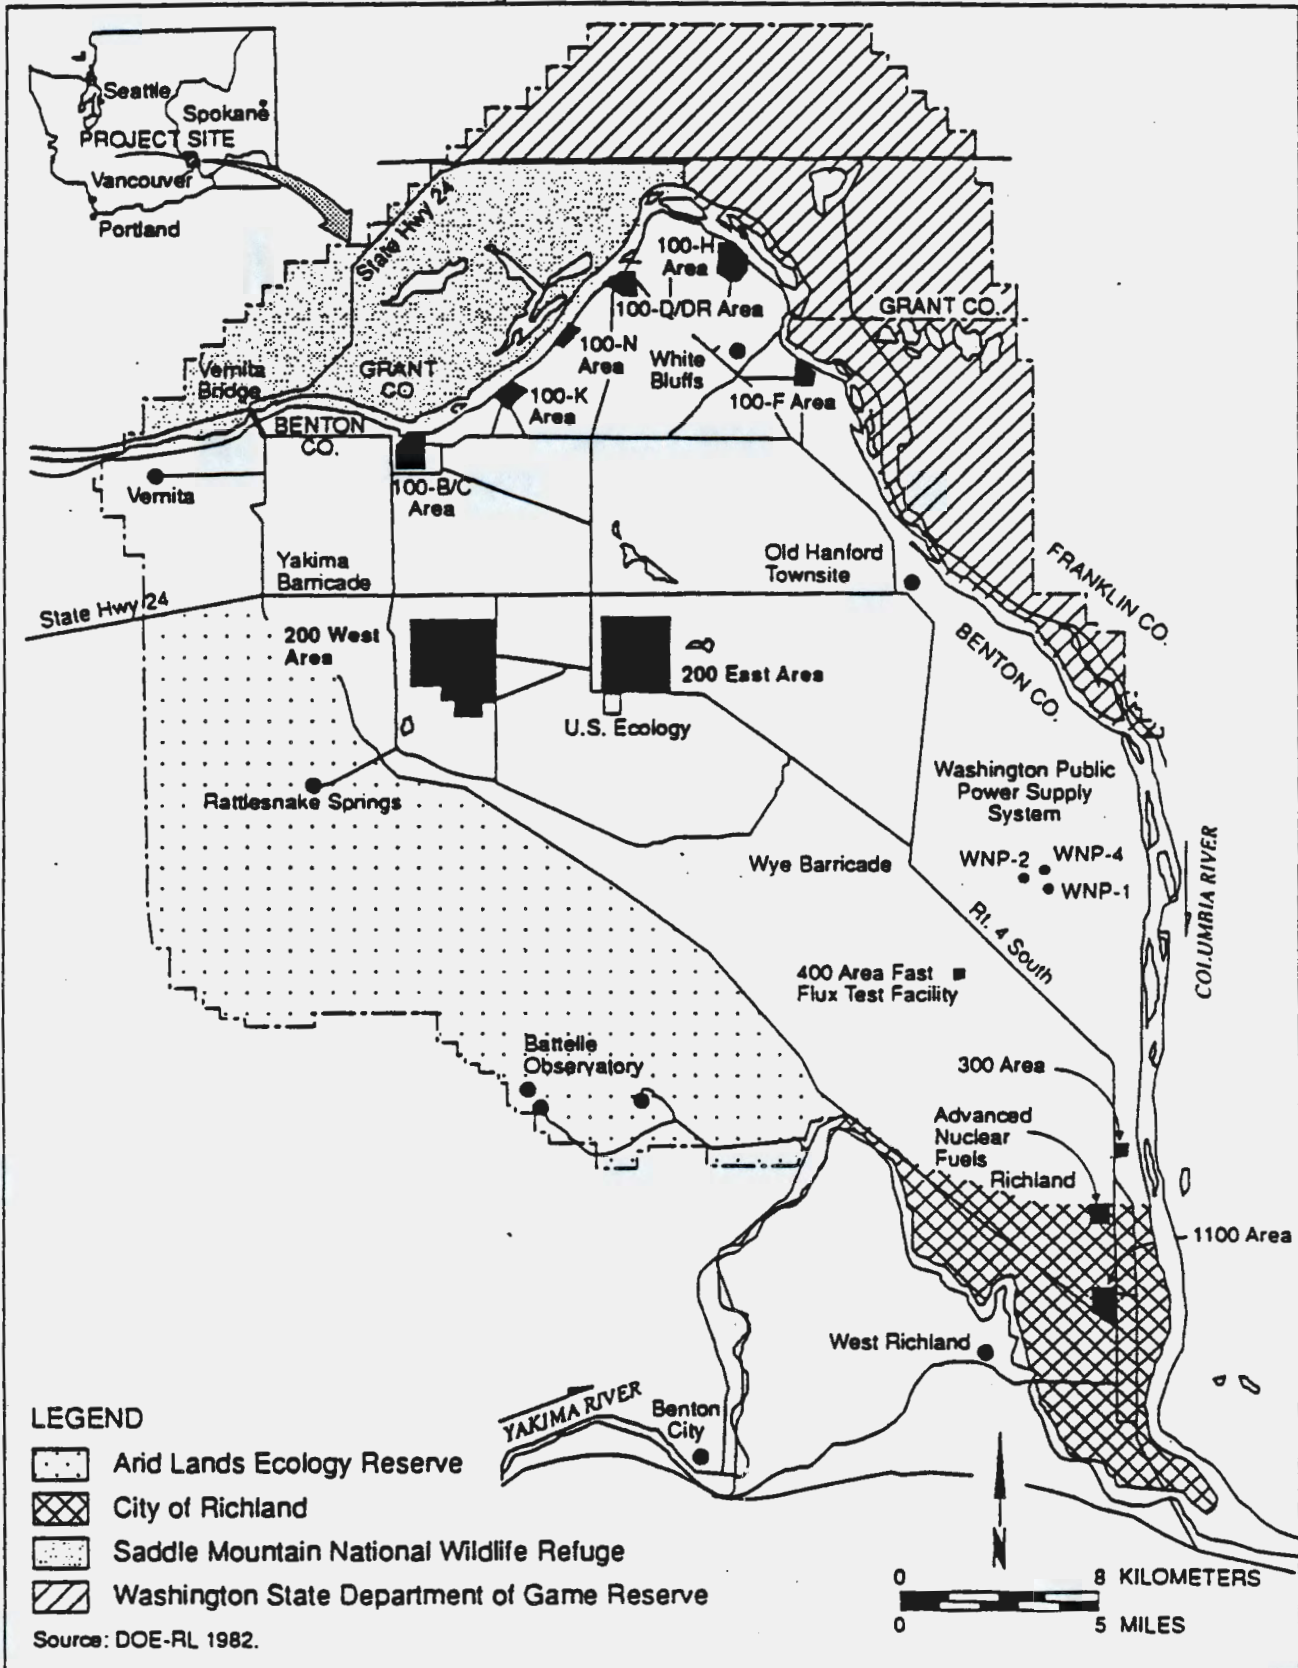 Seattle
Spokane
PROJECT SITE
Vancouver
Portland
State Hwy 24
100-H
Area
100-D/DR Area
GRANT CO.
100-N
Area
White
Bluffs
Vernita
Bridge
GRANT
CO
100-K
Area
100-F Area
BENTON
CO.
Vernita
100-B/C
Area
Yakima
Barricade
Old Hanford
Townsite
FRANKLIN CO.
State Hwy 24
BENTON CO.
200 West
Area
200 East Area
U.S. Ecology
Rattlesnake Springs
Washington Public
Power Supply
System
WNP-2
WNP-4
WNP-1
Wye Barricade
COLUMBIA RIVER
Rt. 4 South
400 Area Fast
Flux Test Facility
Battelle
Observatory
300 Area
Advanced
Nuclear
Fuels
Richland
1100 Area
West Richland
YAKIMA RIVER
Benton
City
LEGEND
Arid Lands Ecology Reserve
City of Richland
Saddle Mountain National Wildlife Refuge
Washington State Department of Game Reserve
Source: DOE-RL 1982.
N
0 8 KILOMETERS
0 5 MILES